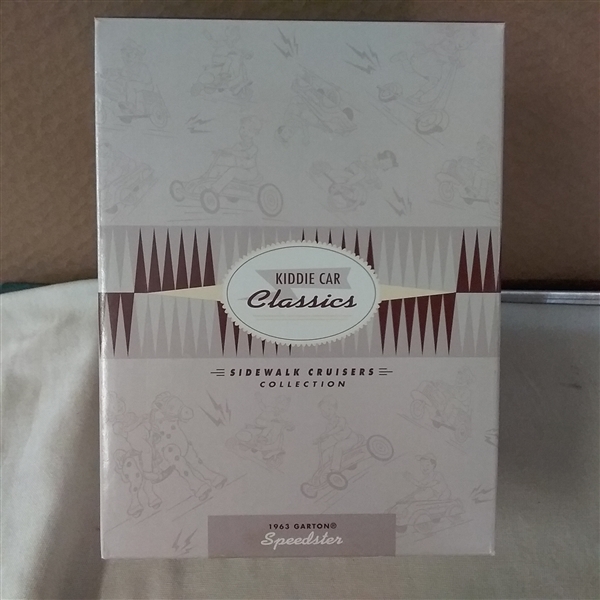 KIDDIE CAR
Classics
SIDEWALK CRUISERS
COLLECTION
1963 GARTON®
Speedster